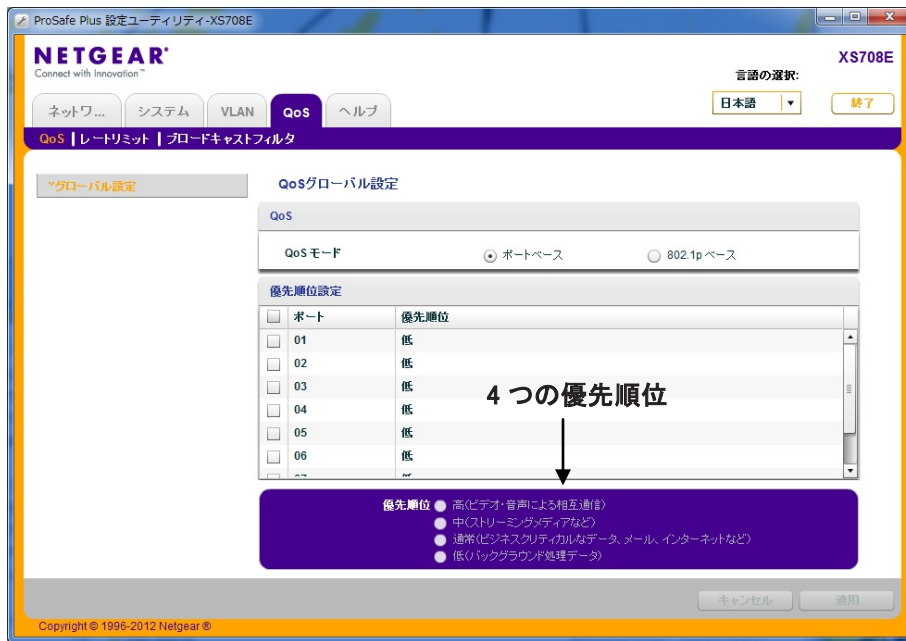 ProSafe Plus 設定ユーティリティ-XS708E
NETGEAR®
Connect with Innovation™
XS708E
言語の選択:
日本語
終了
ネットワ...
システム
VLAN
QoS
ヘルプ
QoS | レートリミット | ブロードキャストフィルタ
グローバル設定
QoSグローバル設定
QoS
QoSモード
ポートベース
802.1p ベース
優先順位設定
ポート 優先順位
01 低
02 低
03 低
04 低
05 低
06 低
4 つの優先順位
優先順位
高(ビデオ・音声による相互通信)
中(ストリーミングメディアなど)
通常(ビジネスクリティカルなデータ、メール、インターネットなど)
低(バックグラウンド処理データ)
キャンセル
適用
Copyright © 1996-2012 Netgear ®